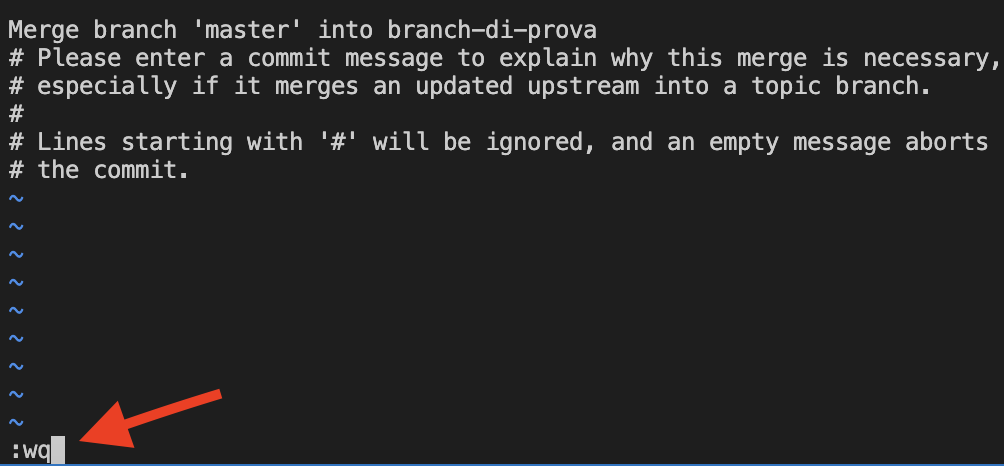 Merge branch 'master' into branch-di-prova
# Please enter a commit message to explain why this merge is necessary,
# especially if it merges an updated upstream into a topic branch.
#
# Lines starting with '#' will be ignored, and an empty message aborts
# the commit.
~
~
~
~
~
~
~
~
~
:wq